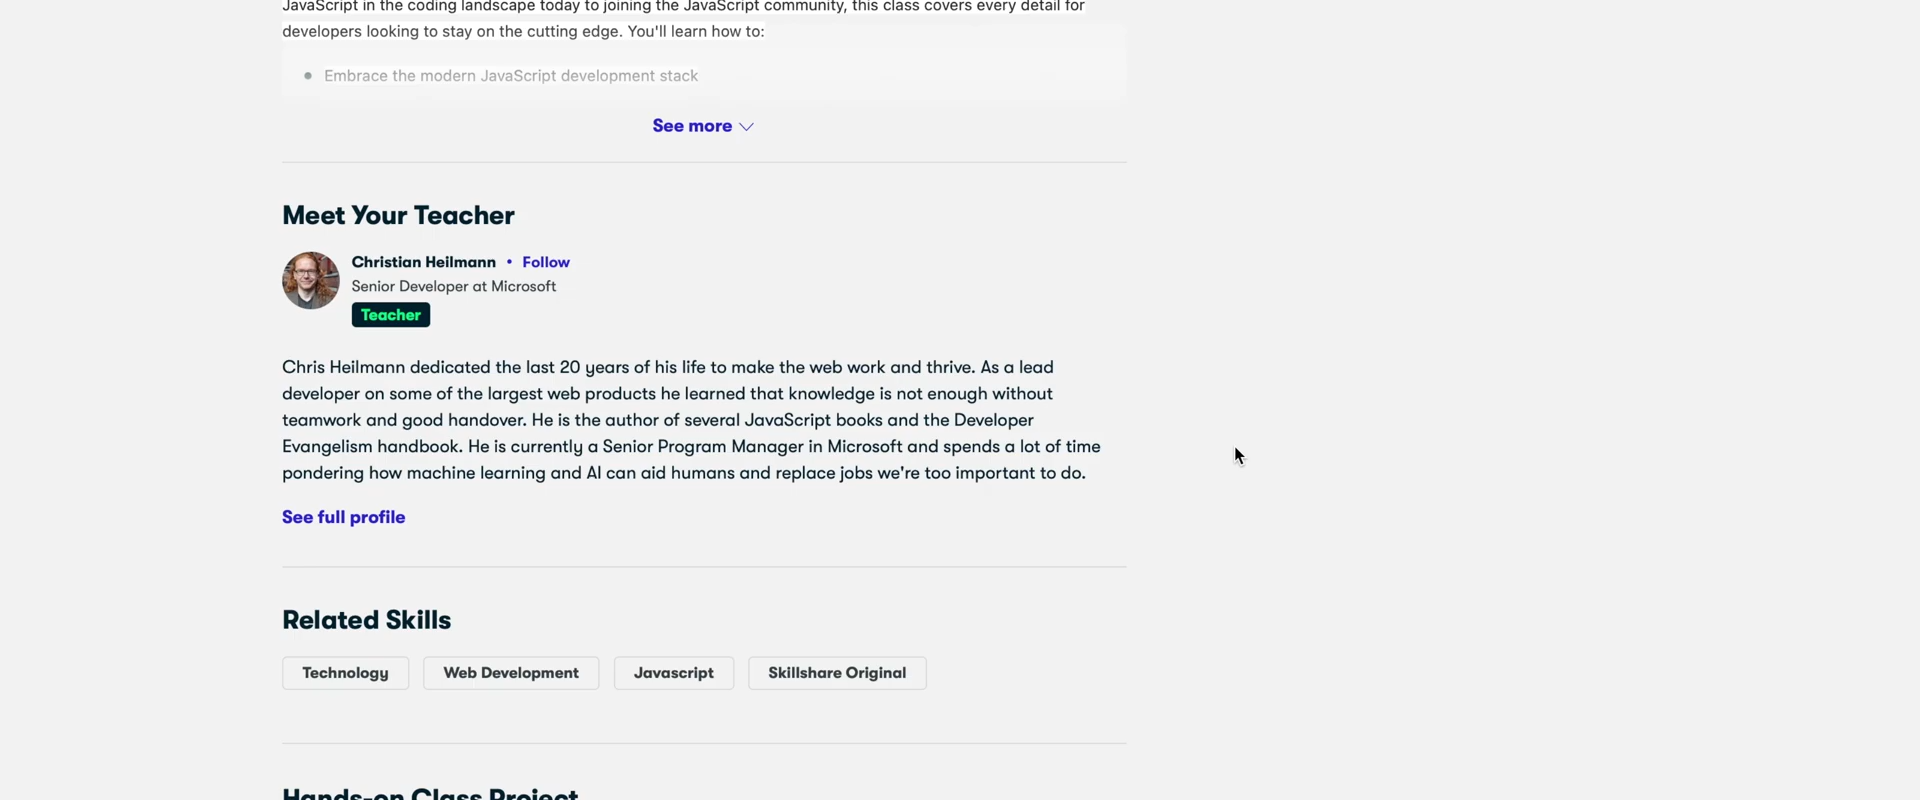 JavaScript in the coding landscape today to joining the JavaScript community, this class covers every detail for
developers looking to stay on the cutting edge. You'll learn how to:
• Embrace the modern JavaScript development stack
See more
Meet Your Teacher
Christian Heilmann • Follow
Senior Developer at Microsoft
Teacher
Chris Heilmann dedicated the last 20 years of his life to make the web work and thrive. As a lead
developer on some of the largest web products he learned that knowledge is not enough without
teamwork and good handover. He is the author of several JavaScript books and the Developer
Evangelism handbook. He is currently a Senior Program Manager in Microsoft and spends a lot of time
pondering how machine learning and AI can aid humans and replace jobs we're too important to do.
See full profile
Related Skills
Technology Web Development Javascript Skillshare Original
Hands-on Class Project